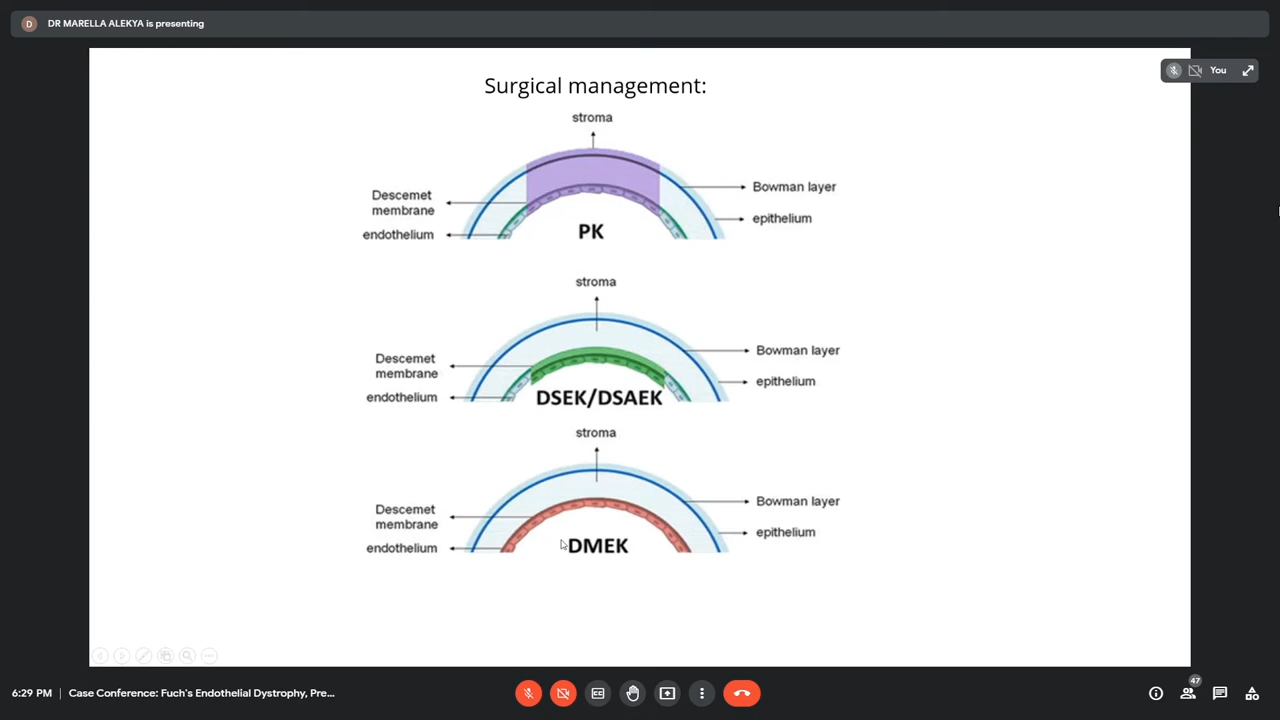 D DR MARELLA ALEKYA is presenting
You
Surgical management:
stroma
Descemet
membrane
endothelium
Bowman layer
epithelium
PK
stroma
Descemet
membrane
endothelium
Bowman layer
epithelium
DSEK/DSAEK
stroma
Descemet
membrane
endothelium
Bowman layer
epithelium
DMEK
6:29 PM | Case Conference: Fuch's Endothelial Dystrophy, Pre...
47